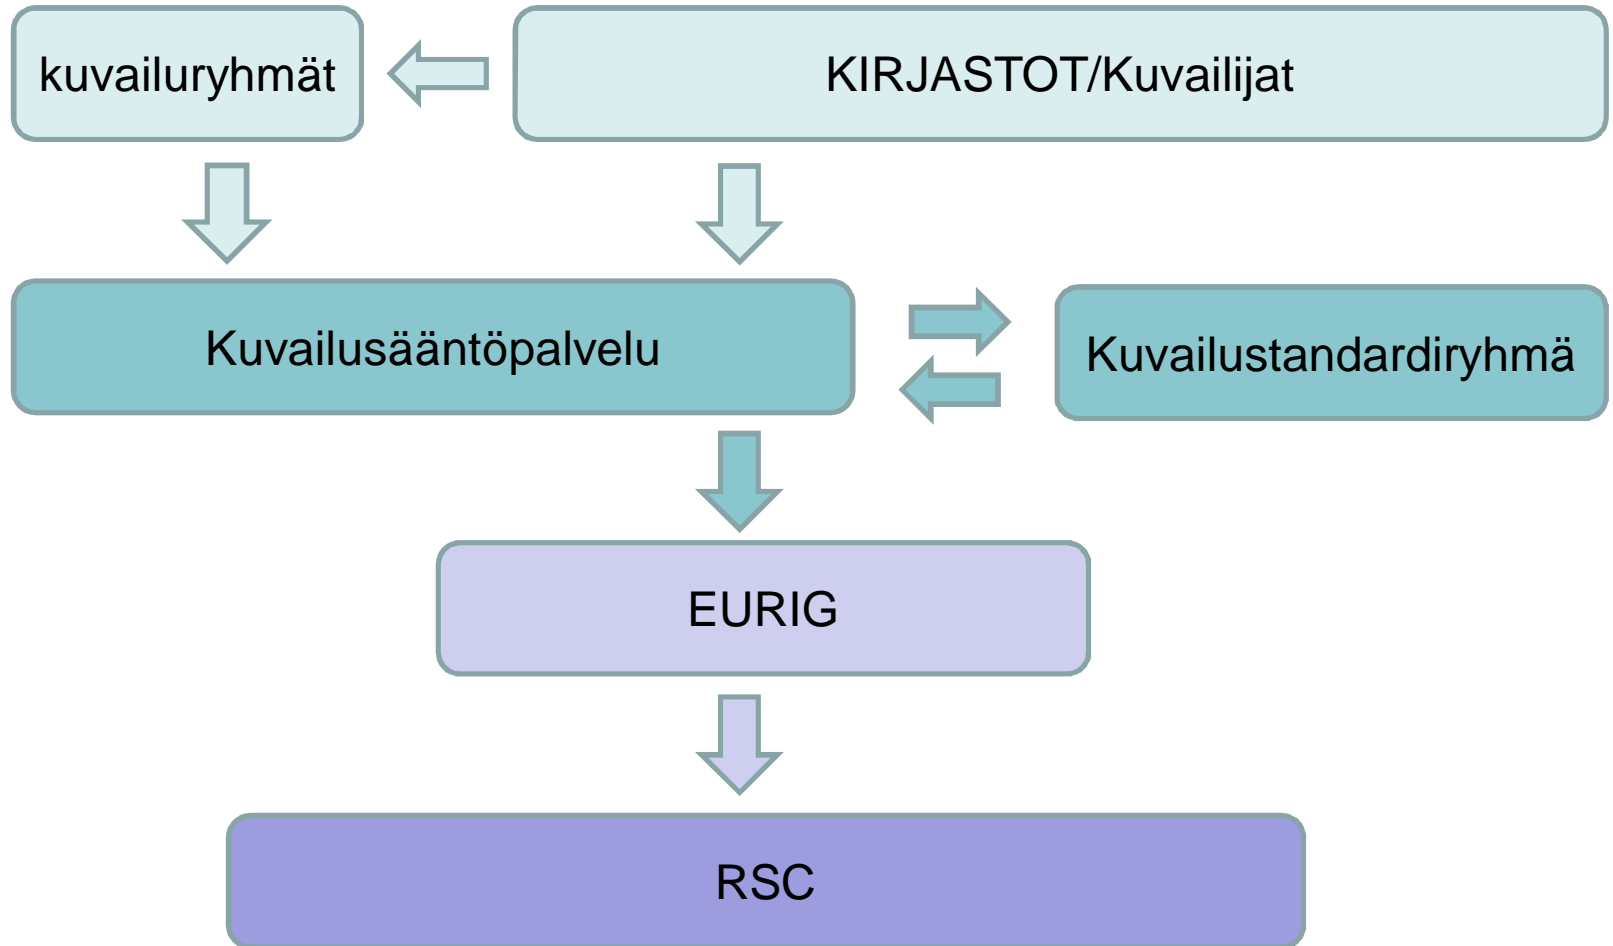 kuvailuryhmät
KIRJASTOT/Kuvailijat
Kuvailusääntöpalvelu
Kuvailustandardiryhmä
EURIG
RSC